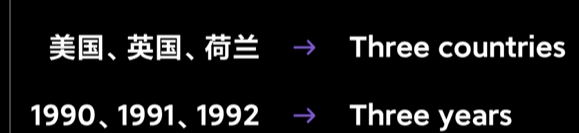 美国、英国、荷兰 → Three countries
1990、1991、1992 → Three years